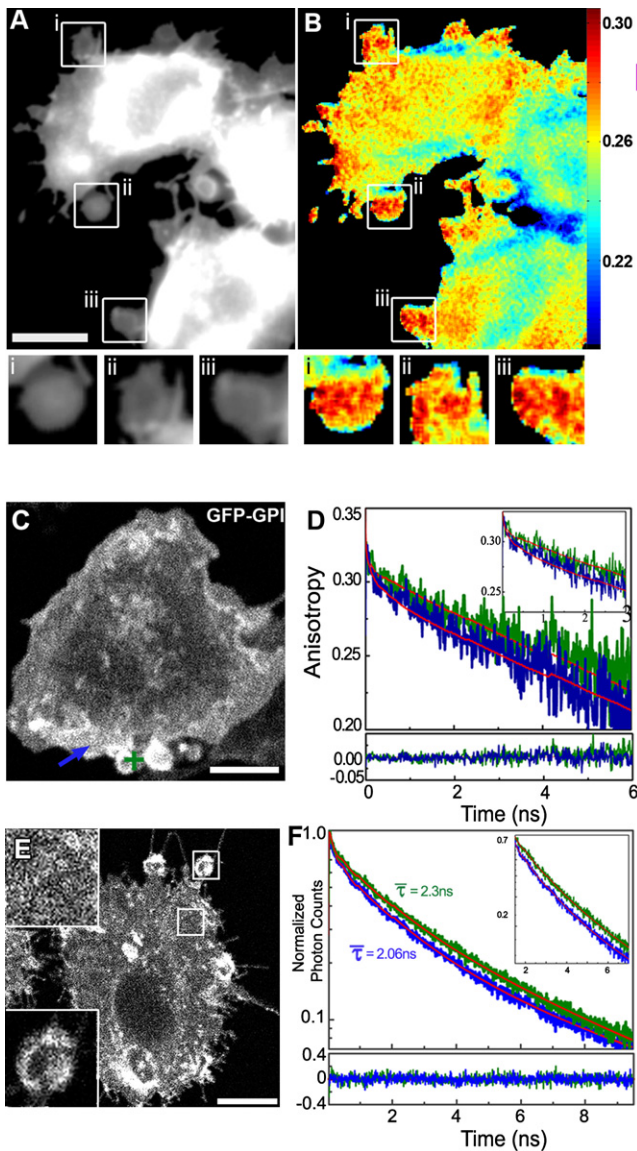 A
i
ii
iii
B
i
ii
iii
0.30
0.26
0.22
i
ii
iii
i
ii
iii
C
GFP-GPI
D
0.35
0.30
0.25
0.20
Anisotropy
0.30
0.25
1
2
3
0.00
-0.05
0
2
4
6
Time (ns)
E
F
1.0
0.1
Normalized
Photon Counts
τ̅ = 2.3ns
τ̅ = 2.06ns
0.7
0.2
2
4
6
0.4
0
-0.4
2
4
6
8
Time (ns)